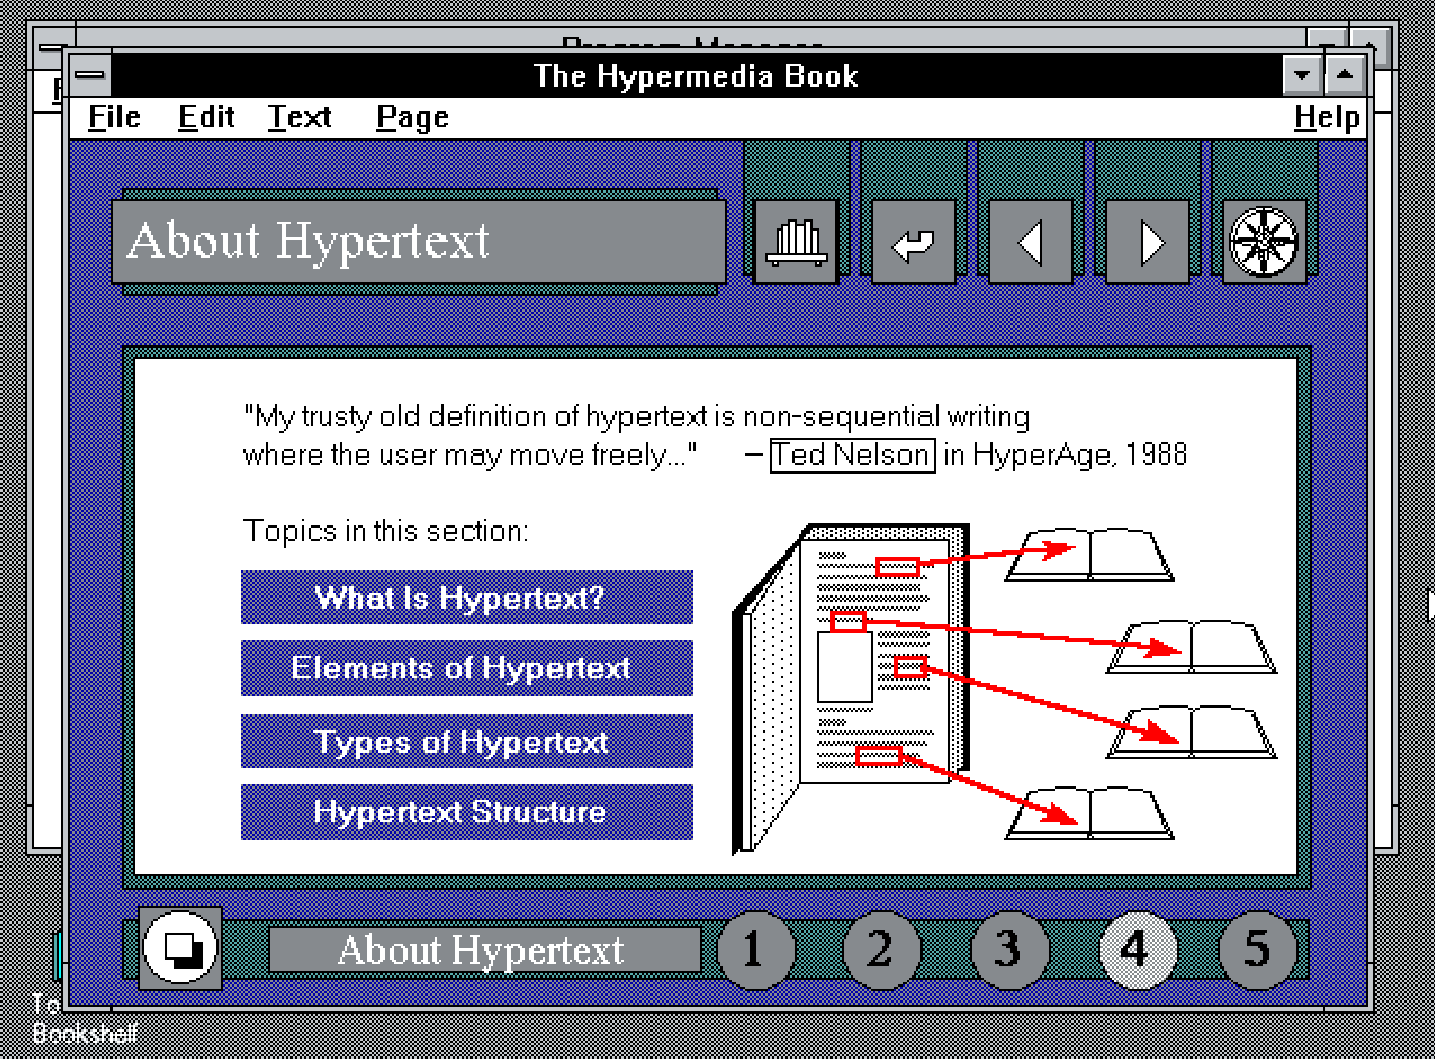 Program Manager
The Hypermedia Book
File Edit Text Page Help
About Hypertext
"My trusty old definition of hypertext is non-sequential writing
where the user may move freely..." – Ted Nelson in HyperAge, 1988
Topics in this section:
What Is Hypertext?
Elements of Hypertext
Types of Hypertext
Hypertext Structure
About Hypertext 1 2 3 4 5
Bookshelf